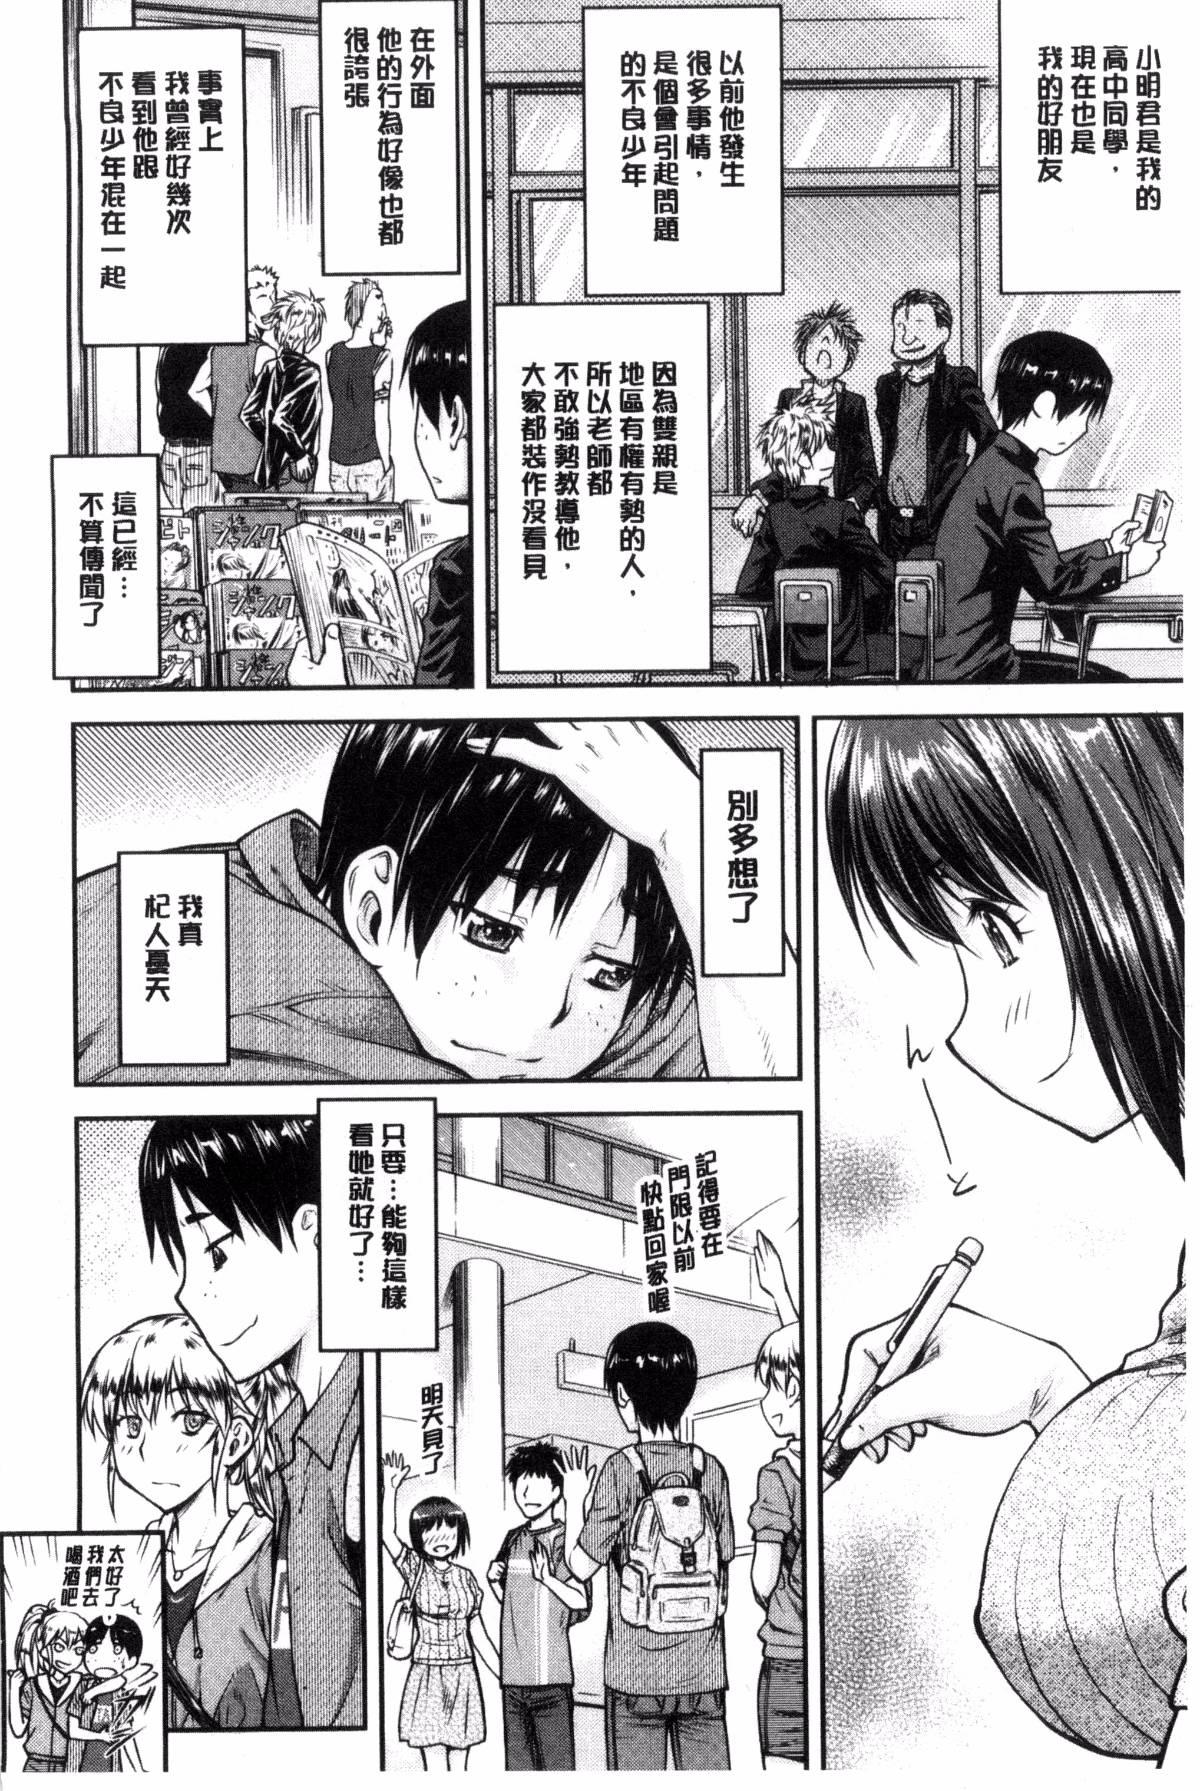 小明君是我的
高中同學，
現在也是
我的好朋友
以前他發生
很多事情，
是個會引起問題
的不良少年
因為雙親是
地區有權有勢的人，
所以老師都
不敢強勢教導他，
大家都裝作沒看見
在外面
他的行為好像也都
很誇張
事實上
我曾經好幾次
看到他跟
不良少年混在一起
這已經…
不算傳聞了
別多想了
我真
杞人憂天
記得要在
門限以前
快點回家喔
明天見了
只要…能夠這樣
看她就好了…
太好了
我們去
喝酒吧